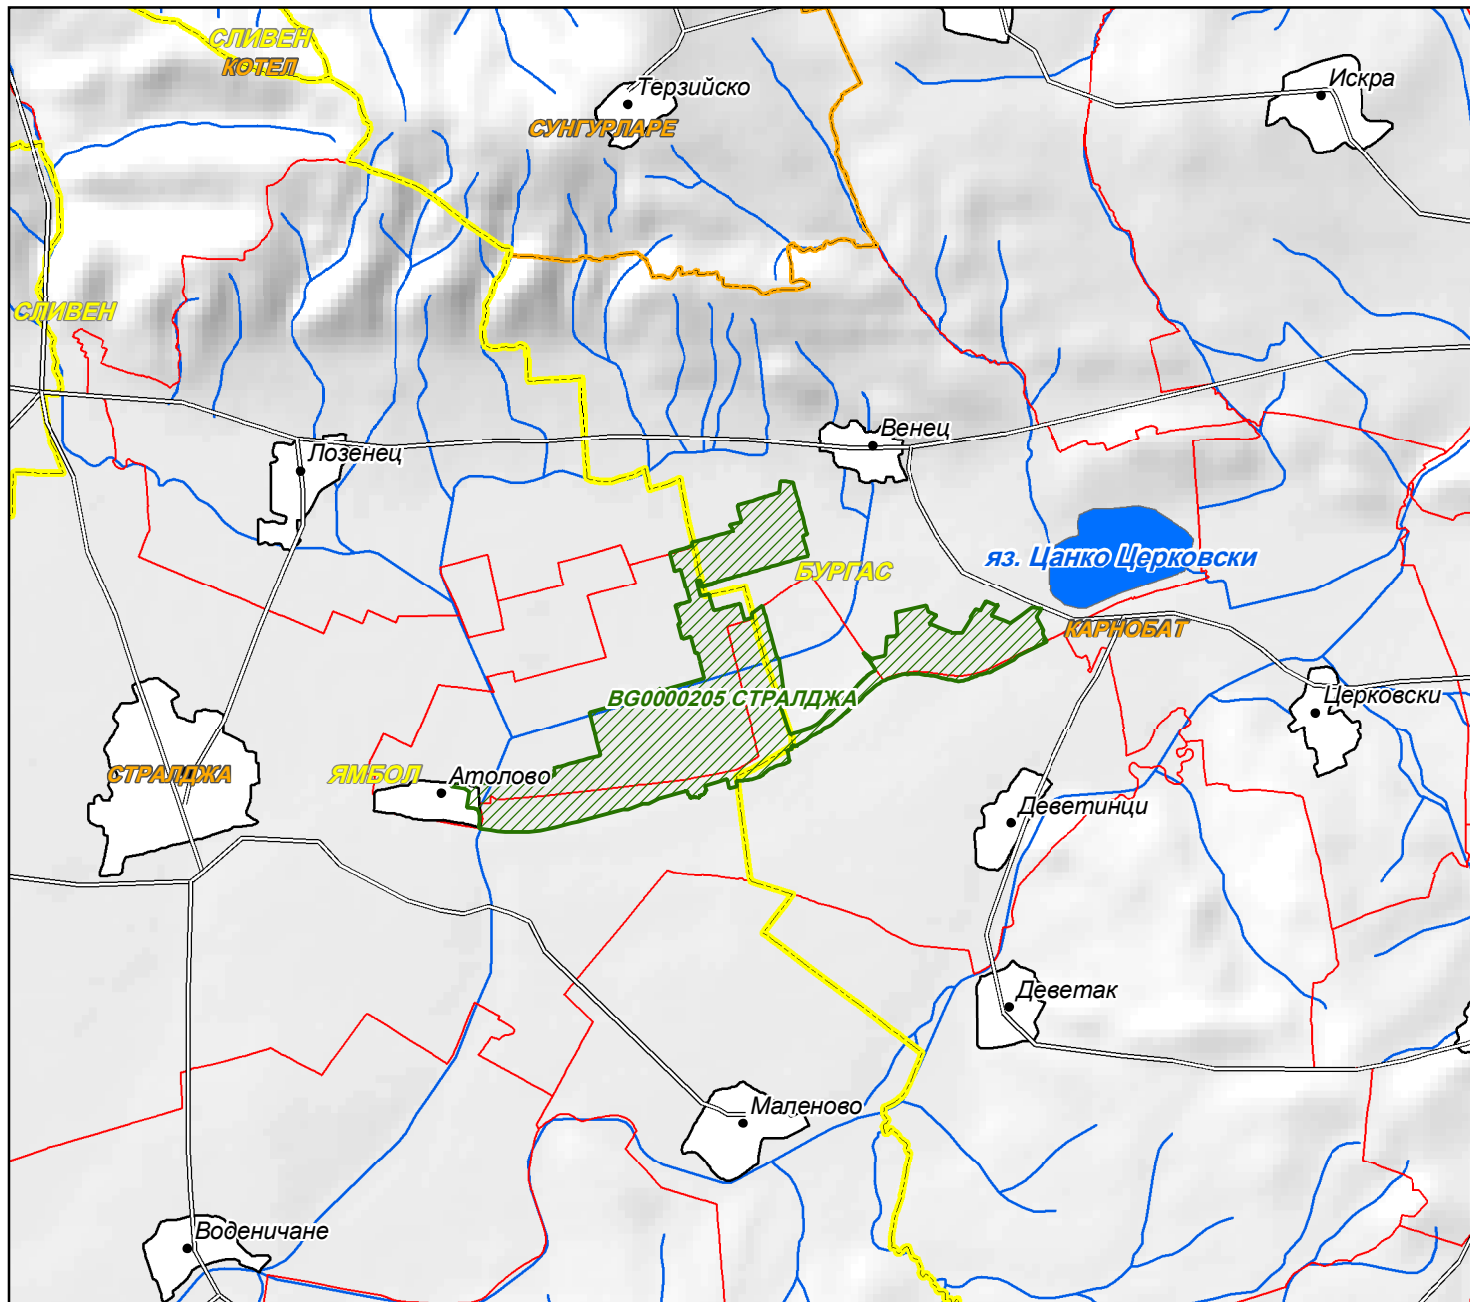 СЛИВЕН
КОТЕЛ
Терзийско
Искра
СУНГУРЛАРЕ
СЛИВЕН
Венец
Лозенец
яз. Цанко Церковски
БУРГАС
КАРНОБАТ
BG0000205 СТРАЛДЖА
Церковски
СТРАЛДЖА
ЯМБОЛ
Атолово
Деветинци
Деветак
Маленово
Воденичане